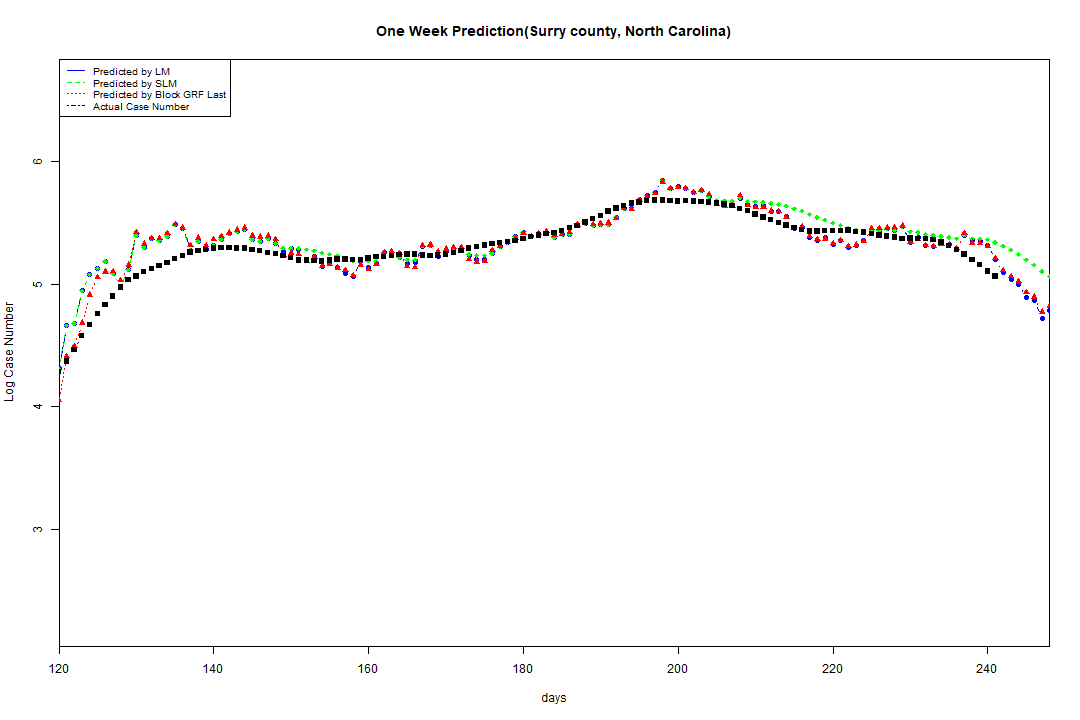 One Week Prediction(Surry county, North Carolina)
Predicted by LM
Predicted by SLM
Predicted by Block GRF Last
Actual Case Number
6
5
4
3
Log Case Number
120 140 160 180 200 220 240
days